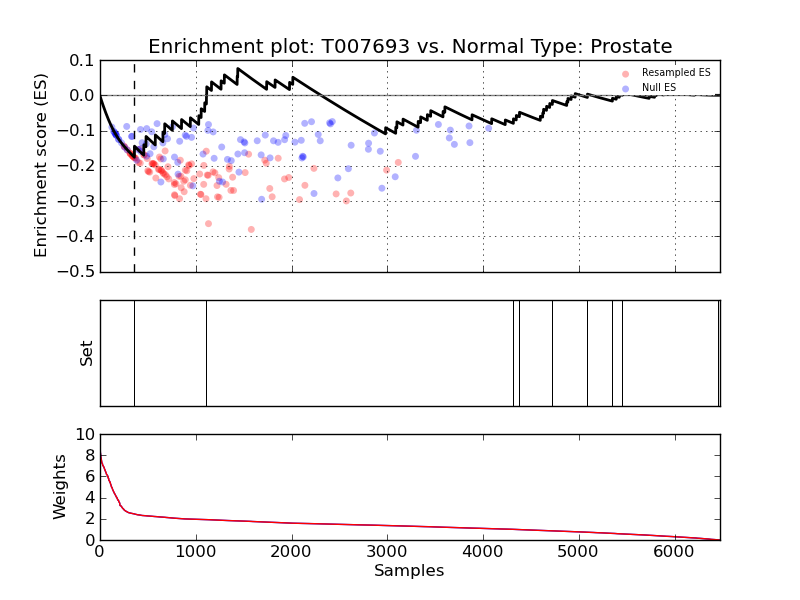 Enrichment plot: T007693 vs. Normal Type: Prostate
Enrichment score (ES)
0.1
0.0
−0.1
−0.2
−0.3
−0.4
−0.5
Resampled ES
Null ES
Set
Weights
10
8
6
4
2
0
0 1000 2000 3000 4000 5000 6000
Samples